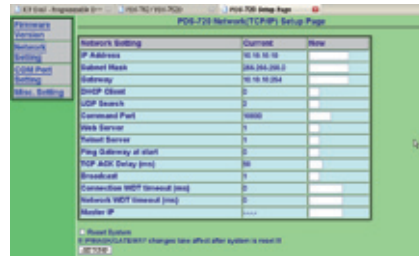 PDS-720 Setup Page
Firmware
Version
Network
Setting
COM Port
Setting
Misc. Setting
PDS-720 Network(TCP/IP) Setup Page
Network Setting Current New
IP Address 10.10.10.10
Subnet Mask 255.255.255.0
Gateway 10.10.10.254
DHCP Client 0
UDP Search
Command Port 10000
Web Server 1
Telnet Server 1
Ping Gateway at start 0
TCP ACK Delay (ms) 50
Broadcast 1
Connection WDT timeout (ms) 0
Network WDT timeout (ms) 0
Master IP
Reset System
IP/MASK/GATEWAY changes take affect after system is reset !!!